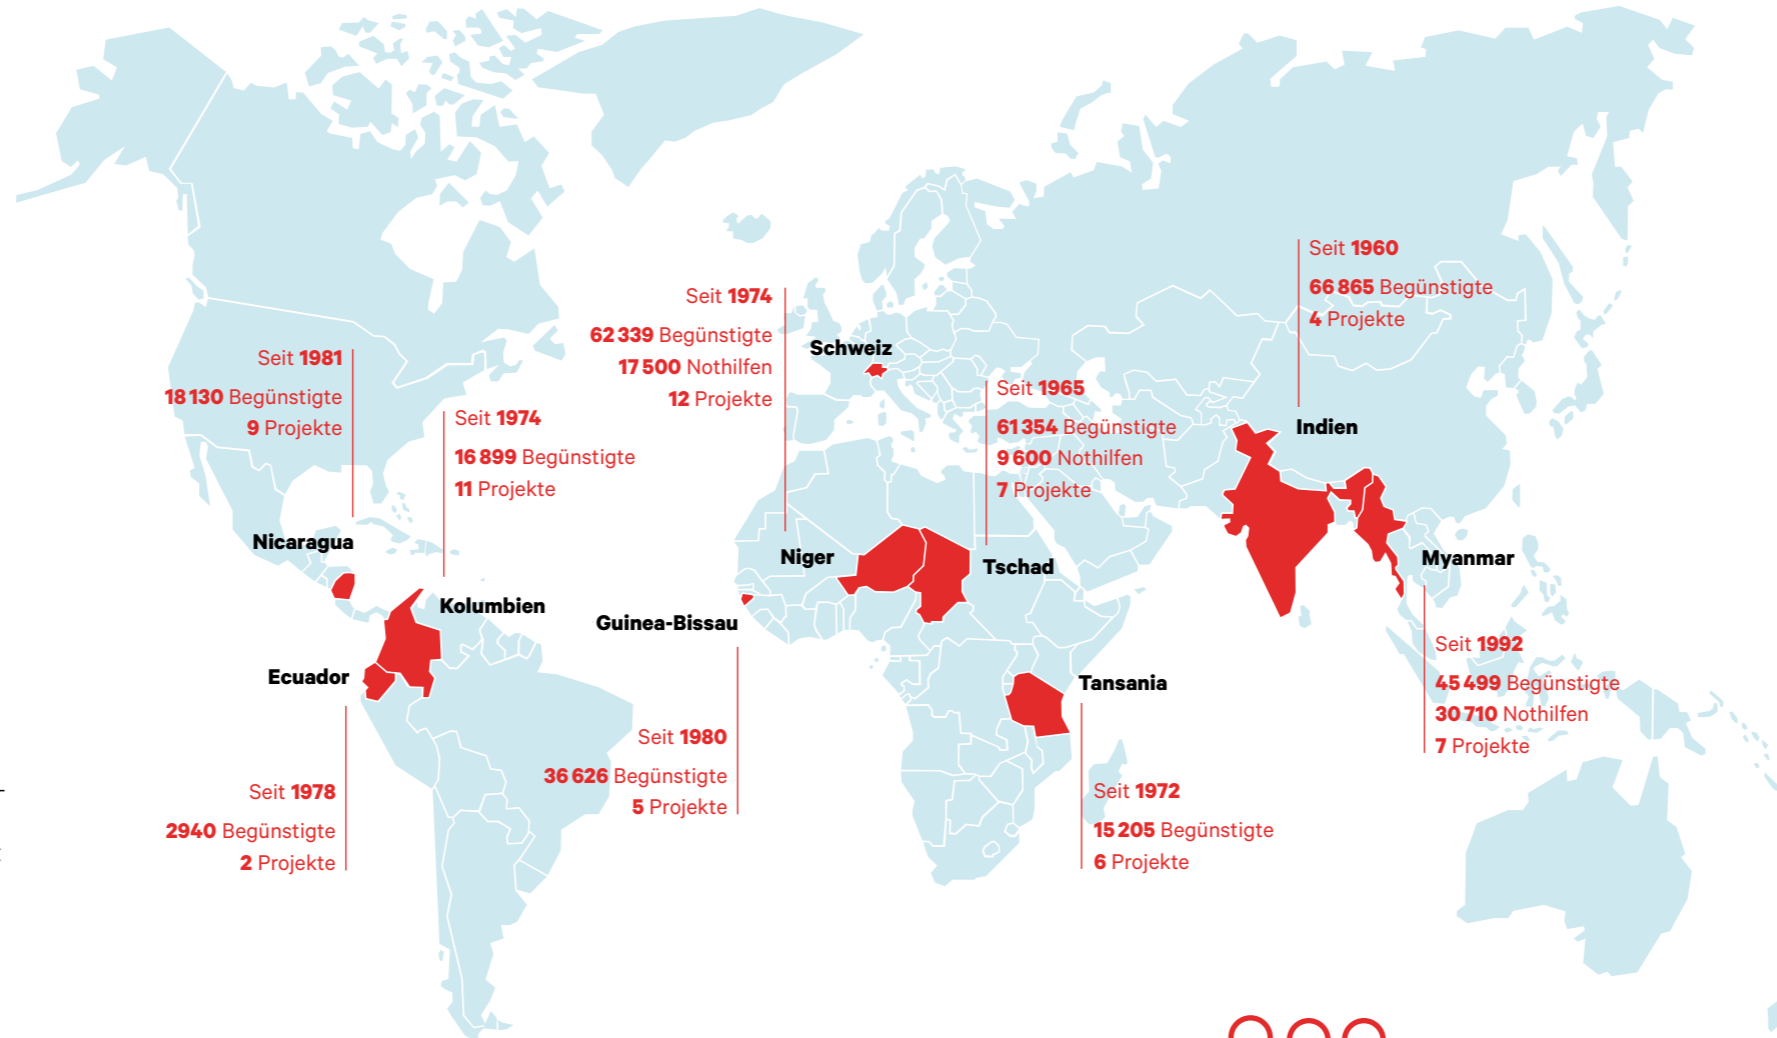 Seit 1960
66 865 Begünstigte
4 Projekte
Indien
Seit 1974
62 339 Begünstigte
17 500 Nothilfen
12 Projekte
Niger
Schweiz
Seit 1981
18 130 Begünstigte
9 Projekte
Nicaragua
Seit 1974
16 899 Begünstigte
11 Projekte
Kolumbien
Seit 1965
61 354 Begünstigte
9 600 Nothilfen
7 Projekte
Tschad
Myanmar
Seit 1992
45 499 Begünstigte
30 710 Nothilfen
7 Projekte
Guinea-Bissau
Seit 1980
36 626 Begünstigte
5 Projekte
Ecuador
Seit 1978
2940 Begünstigte
2 Projekte
Tansania
Seit 1972
15 205 Begünstigte
6 Projekte